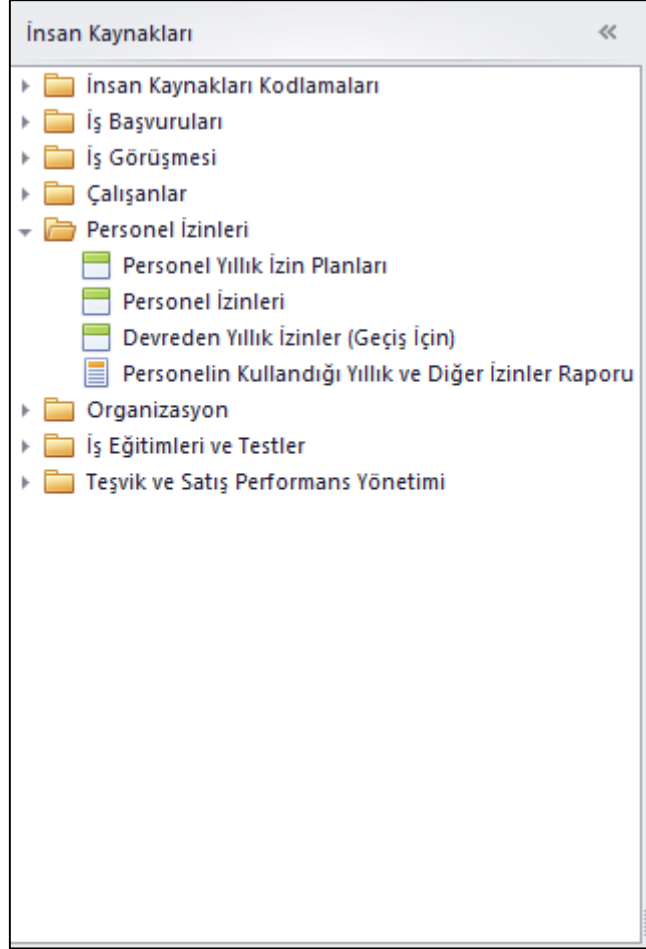 İnsan Kaynakları
İnsan Kaynakları Kodlamaları
İş Başvuruları
İş Görüşmesi
Çalışanlar
Personel İzinleri
Personel Yıllık İzin Planları
Personel İzinleri
Devreden Yıllık İzinler (Geçiş İçin)
Personelin Kullandığı Yıllık ve Diğer İzinler Raporu
Organizasyon
İş Eğitimleri ve Testler
Teşvik ve Satış Performans Yönetimi